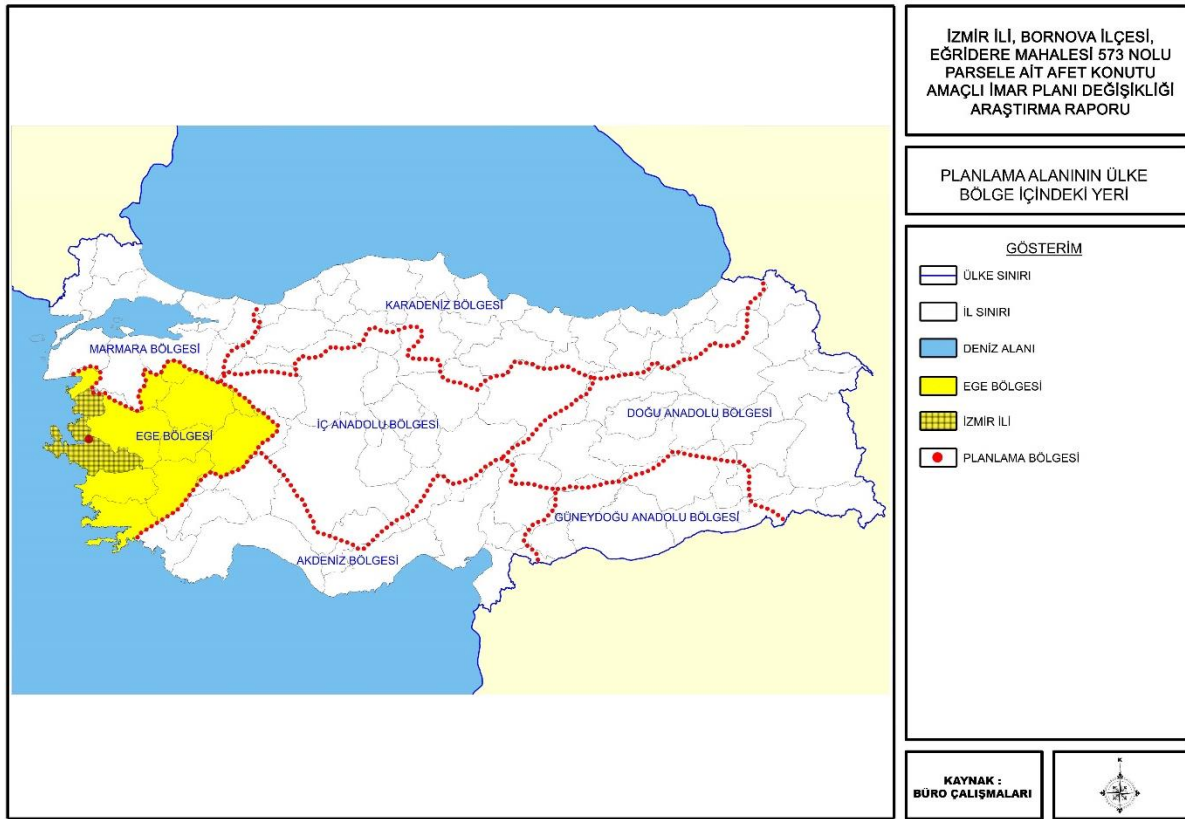 İZMİR İLİ, BORNOVA İLÇESİ,
EĞRİDERE MAHALESİ 573 NOLU
PARSELE AİT AFET KONUTU
AMAÇLI İMAR PLANI DEĞİŞİKLİĞİ
ARAŞTIRMA RAPORU
PLANLAMA ALANININ ÜLKE
BÖLGE İÇİNDEKİ YERİ
GÖSTERİM
ÜLKE SINIRI
İL SINIRI
DENİZ ALANI
EGE BÖLGESİ
İZMİR İLİ
PLANLAMA BÖLGESİ
KARADENİZ BÖLGESİ
MARMARA BÖLGESİ
DOĞU ANADOLU BÖLGESİ
İÇ ANADOLU BÖLGESİ
EGE BÖLGESİ
GÜNEYDOĞU ANADOLU BÖLGESİ
AKDENİZ BÖLGESİ
KAYNAK :
BÜRO ÇALIŞMALARI